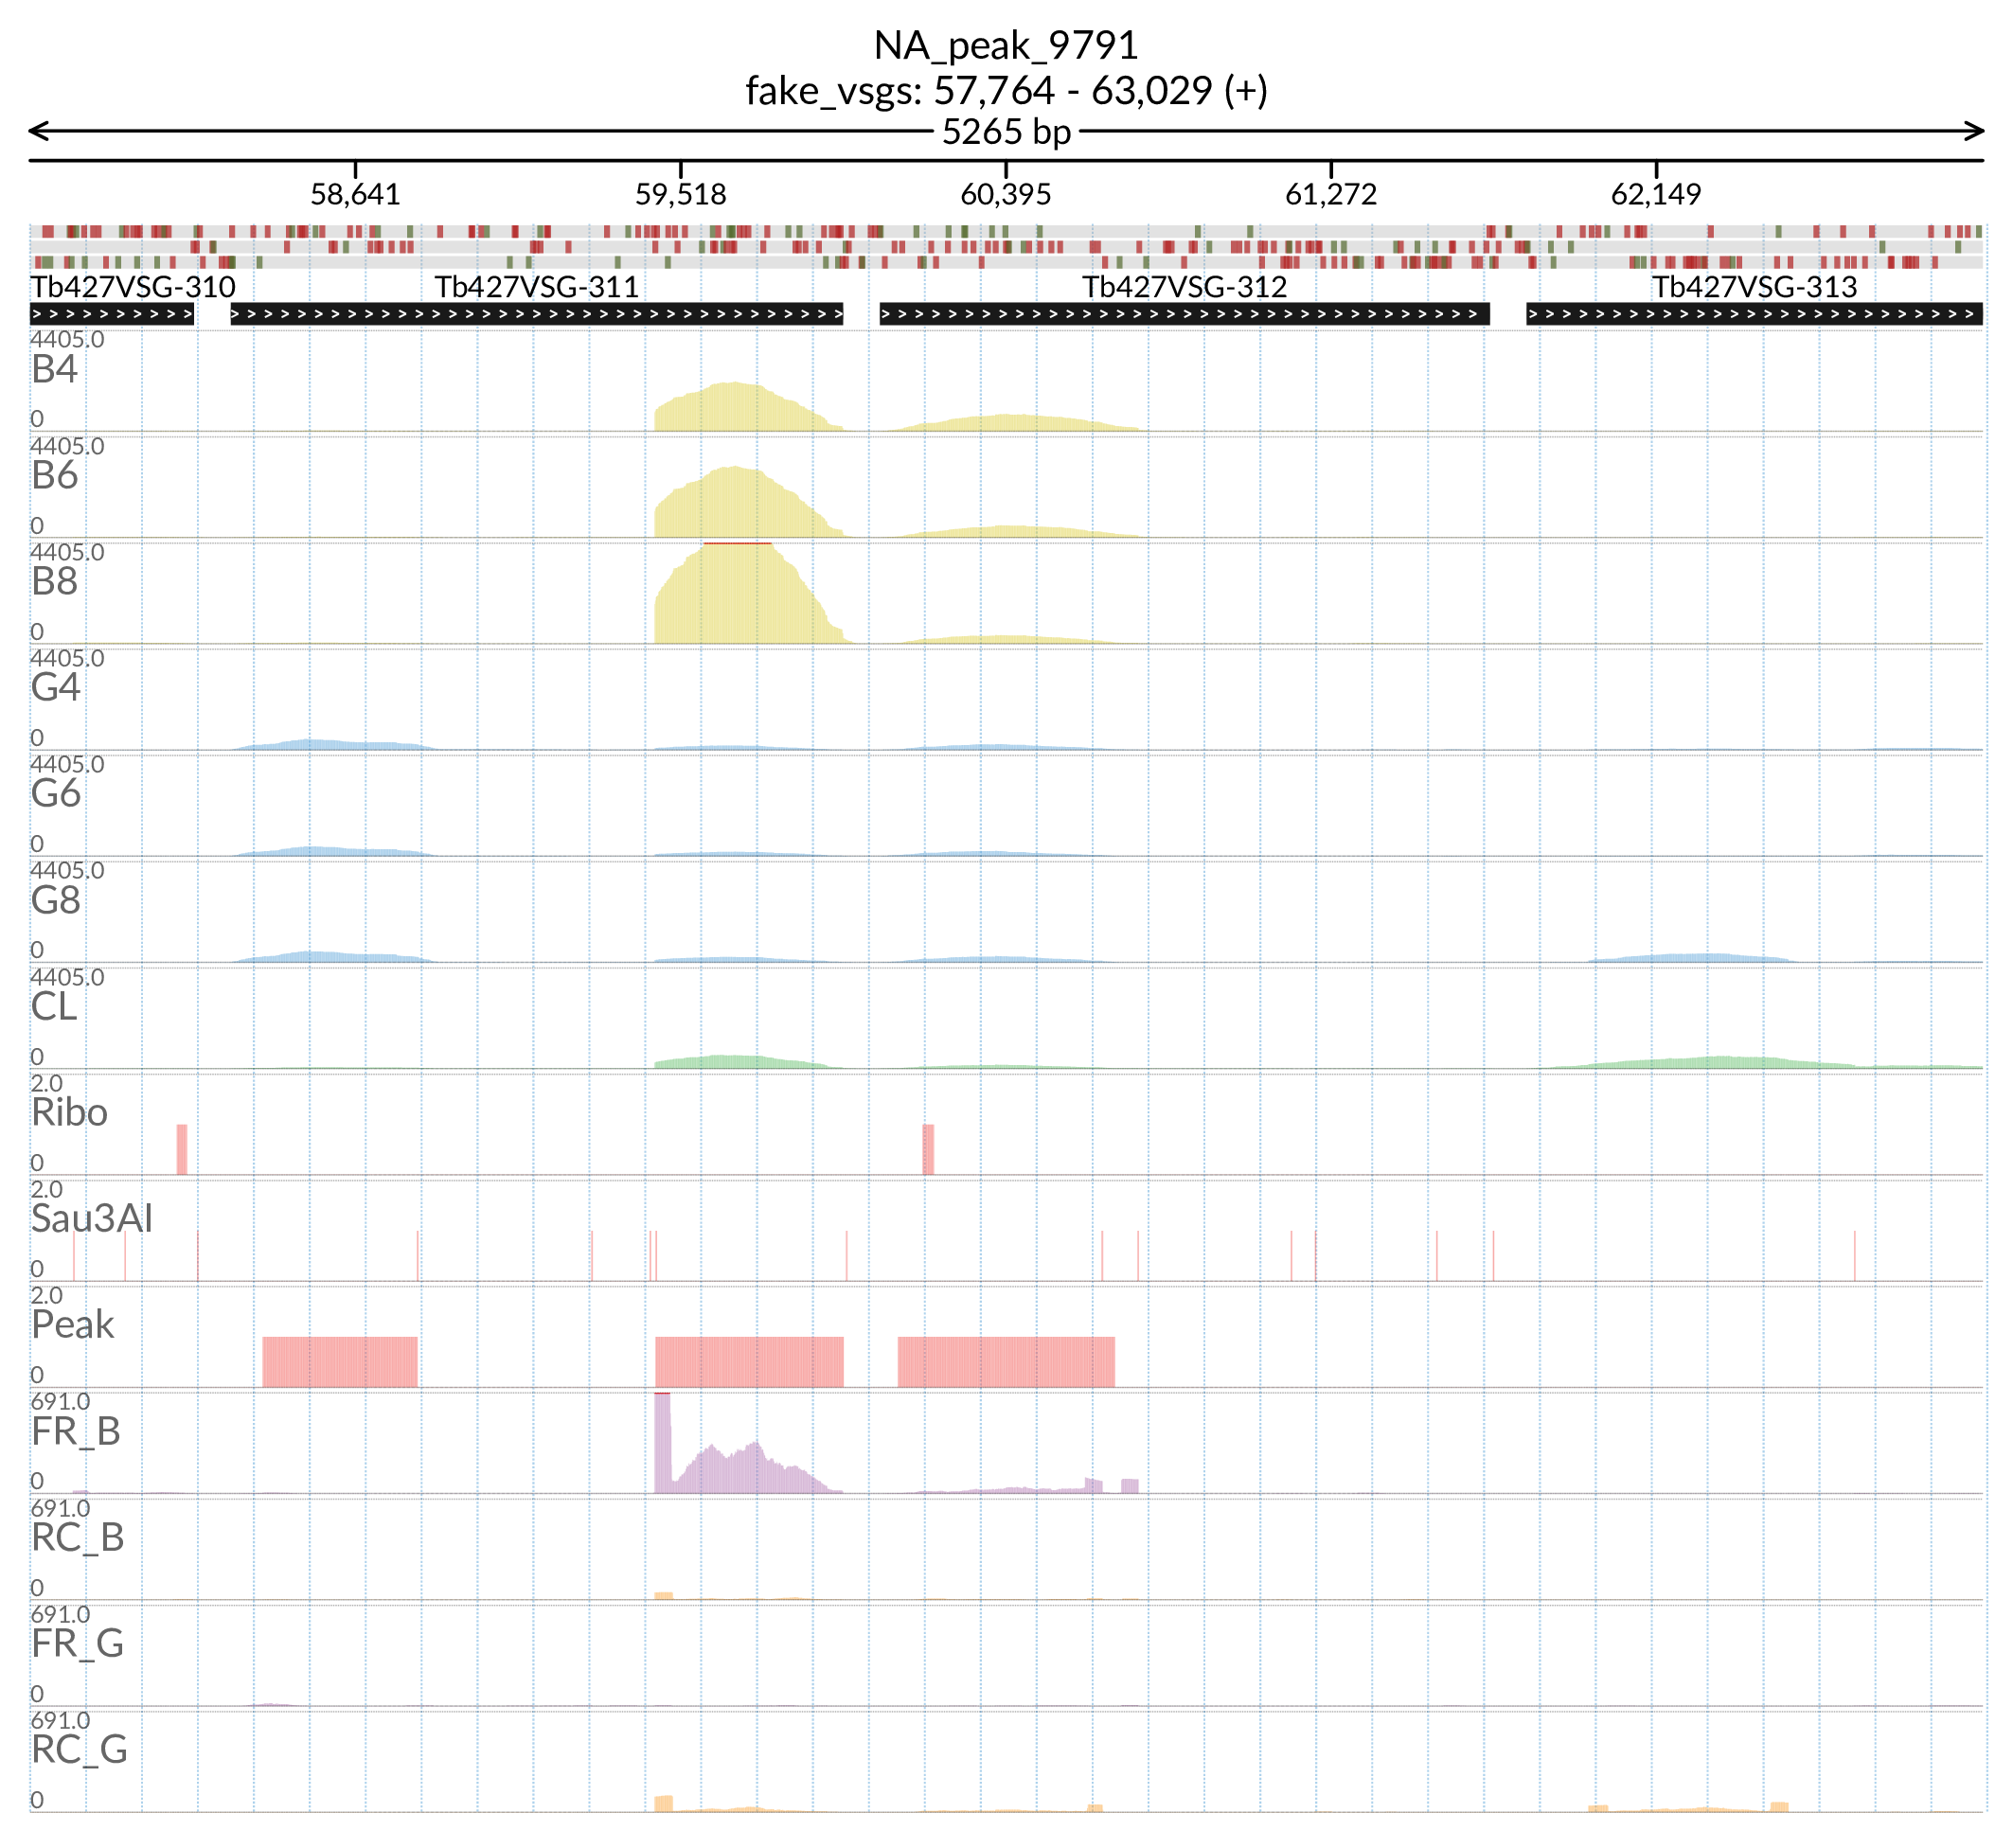 NA_peak_9791
fake_vsgs: 57,764 - 63,029 (+)
5265 bp
58,641 59,518 60,395 61,272 62,149
Tb427VSG-310 Tb427VSG-311 Tb427VSG-312 Tb427VSG-313
4405.0
B4
0
4405.0
B6
0
4405.0
B8
0
4405.0
G4
0
4405.0
G6
0
4405.0
G8
0
4405.0
CL
0
2.0
Ribo
0
2.0
Sau3AI
0
2.0
Peak
0
691.0
FR_B
0
691.0
RC_B
0
691.0
FR_G
0
691.0
RC_G
0